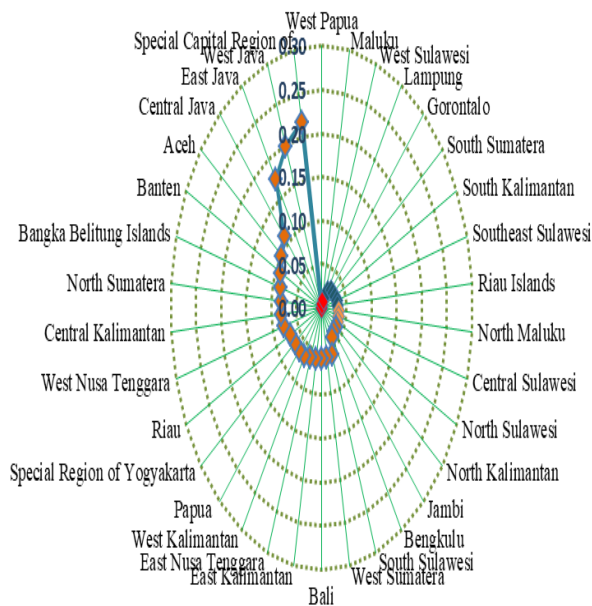 West Papua
Maluku
West Sulawesi
Lampung
Gorontalo
South Sumatera
South Kalimantan
Southeast Sulawesi
Riau Islands
North Maluku
Central Sulawesi
North Sulawesi
North Kalimantan
Jambi
Bengkulu
South Sulawesi
West Sumatera
Bali
East Kalimantan
East Nusa Tenggara
West Kalimantan
Papua
Special Region of Yogyakarta
Riau
West Nusa Tenggara
Central Kalimantan
North Sumatera
Bangka Belitung Islands
Banten
Aceh
Central Java
East Java
West Java
Special Capital Region of
0.30
0.25
0.20
0.15
0.10
0.05
0.00